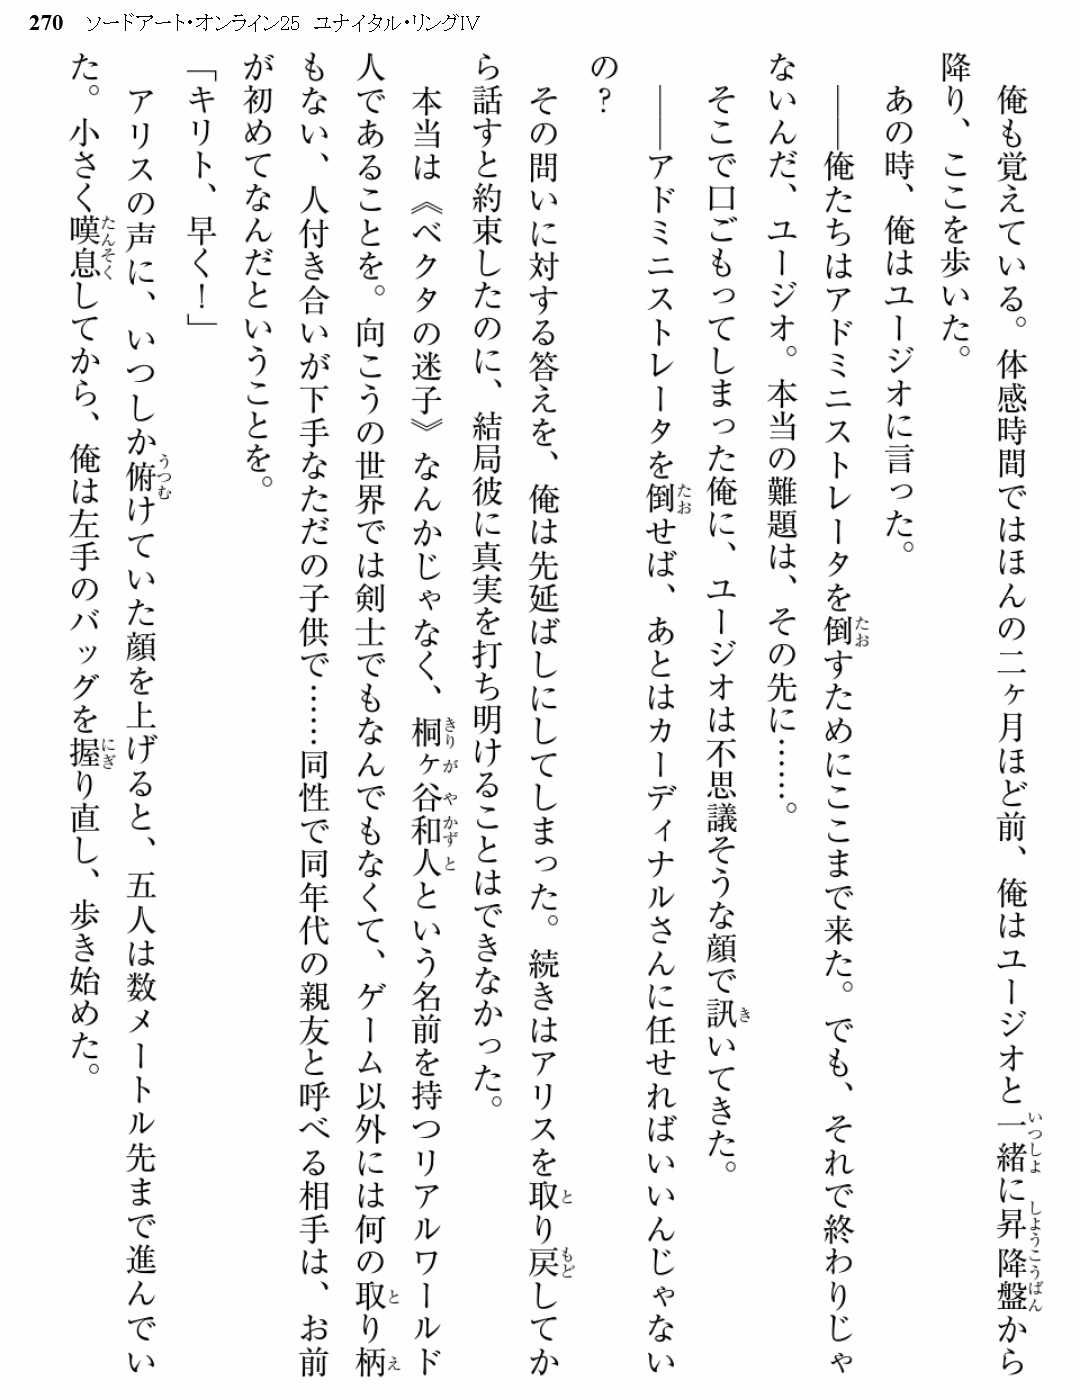 270 ソードアート・オンライン25 ユナイタル・リングⅣ
　俺も覚えている。体感時間ではほんの二ヶ月ほど前、俺はユージオと一緒に昇降盤から
降り、ここを歩いた。
　あの時、俺はユージオに言った。
　――俺たちはアドミニストレータを倒すためにここまで来た。でも、それで終わりじゃ
ないんだ、ユージオ。本当の難題は、その先に……。
　そこで口ごもってしまった俺に、ユージオは不思議そうな顔で訊いてきた。
　――アドミニストレータを倒せば、あとはカーディナルさんに任せればいいんじゃない
の？
　その問いに対する答えを、俺は先延ばしにしてしまった。続きはアリスを取り戻してか
ら話すと約束したのに、結局彼に真実を打ち明けることはできなかった。
　本当は《ベクタの迷子》なんかじゃなく、桐ヶ谷和人という名前を持つリアルワールド
人であることを。向こうの世界では剣士でもなんでもなくて、ゲーム以外には何の取り柄
もない、人付き合いが下手なただの子供で……同性で同年代の親友と呼べる相手は、お前
が初めてなんだということを。
「キリト、早く！」
　アリスの声に、いつしか俯けていた顔を上げると、五人は数メートル先まで進んでい
た。小さく嘆息してから、俺は左手のバッグを握り直し、歩き始めた。